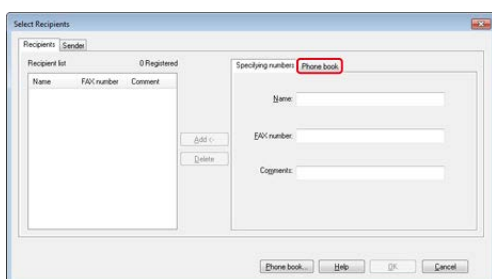 Select Recipients
Recipients Sender
Recipient list 0 Registered
Name FAX number Comment
Add <-
Delete
Specifying numbers Phone book
Name:
FAX number:
Comments:
Phone book... Help OK Cancel